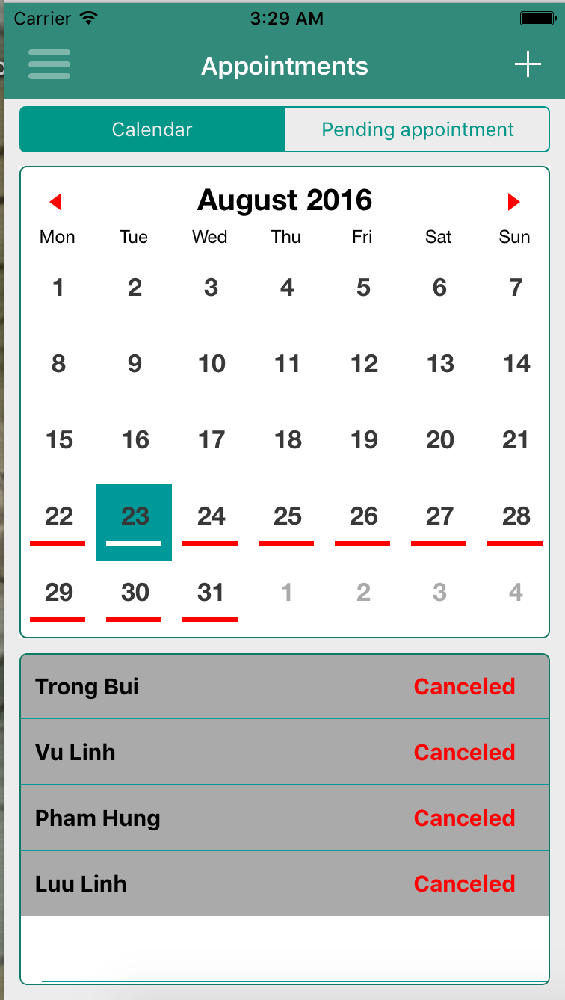 Carrier 3:29 AM
Appointments
Calendar Pending appointment
August 2016
Mon Tue Wed Thu Fri Sat Sun
1 2 3 4 5 6 7
8 9 10 11 12 13 14
15 16 17 18 19 20 21
22 23 24 25 26 27 28
29 30 31 1 2 3 4
Trong Bui Canceled
Vu Linh Canceled
Pham Hung Canceled
Luu Linh Canceled